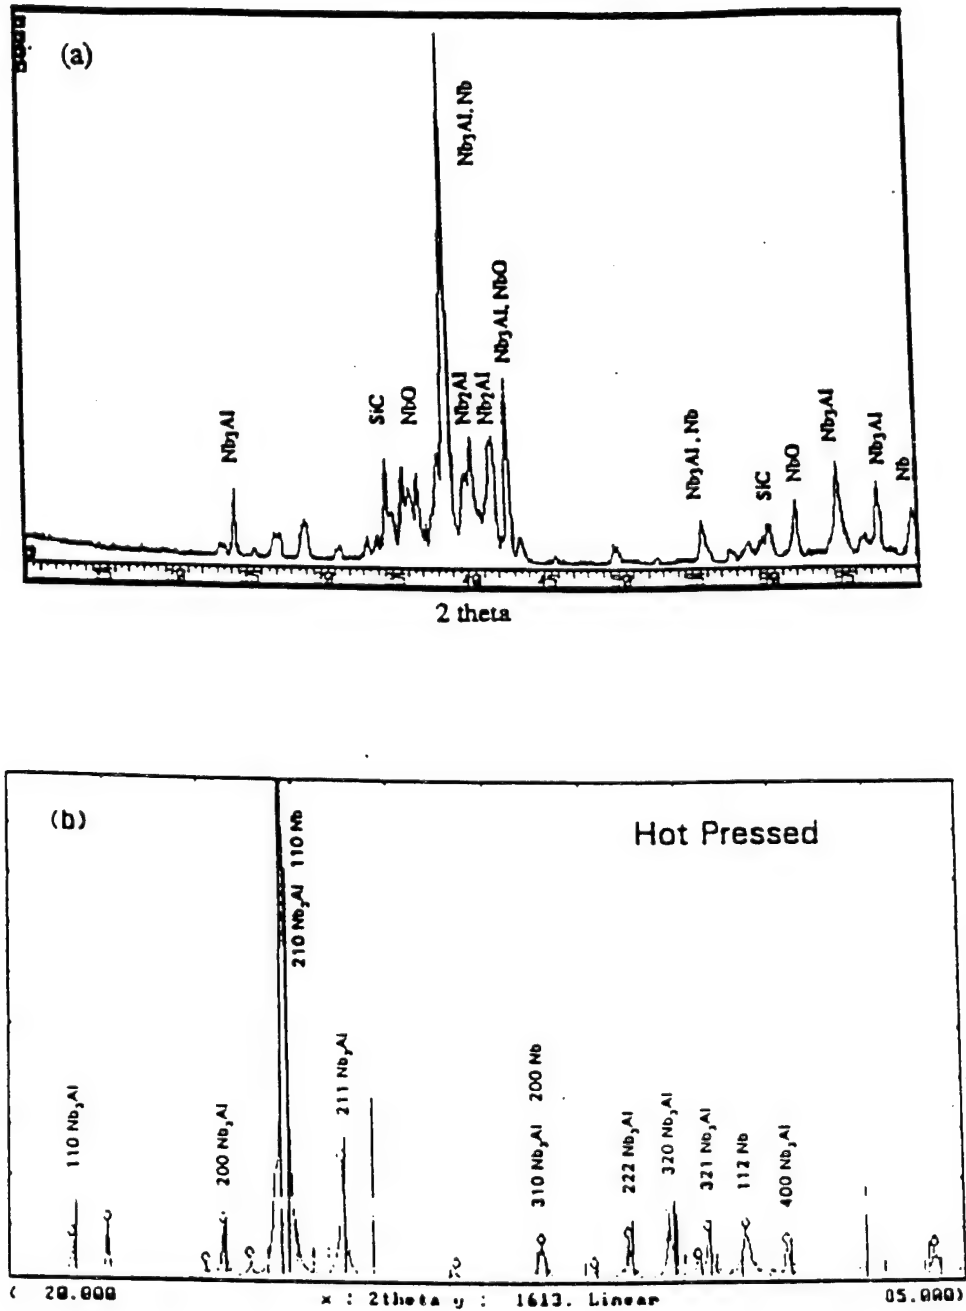 (a)
Nb3Al, Nb
Nb3Al, NbO
Nb2Al
Nb2Al
Nb3Al
SiC
NbO
Nb3Al, Nb
SiC
NbO
Nb3Al
Nb3Al
Nb
2 theta
(b)
Hot Pressed
210 Nb3Al 110 Nb
211 Nb3Al
110 Nb3Al
200 Nb3Al
310 Nb3Al 200 Nb
222 Nb3Al
320 Nb3Al
321 Nb3Al
112 Nb
400 Nb3Al
( 20.000
x : 2theta y : 1613. Linear
85.000)